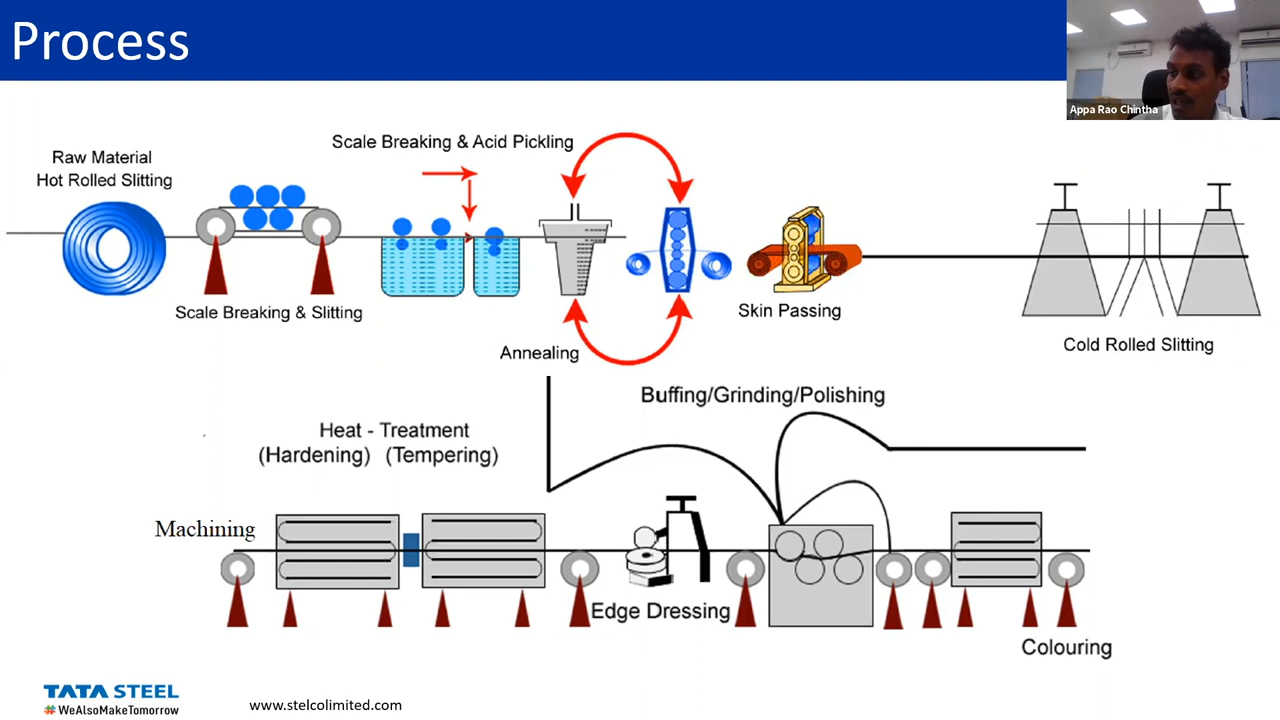 Process
Appa Rao Chintha
Raw Material
Hot Rolled Slitting
Scale Breaking & Acid Pickling
Scale Breaking & Slitting
Annealing
Skin Passing
Cold Rolled Slitting
Buffing/Grinding/Polishing
Heat - Treatment
(Hardening) (Tempering)
Machining
Edge Dressing
Colouring
TATA STEEL
#WeAlsoMakeTomorrow
www.stelcolimited.com